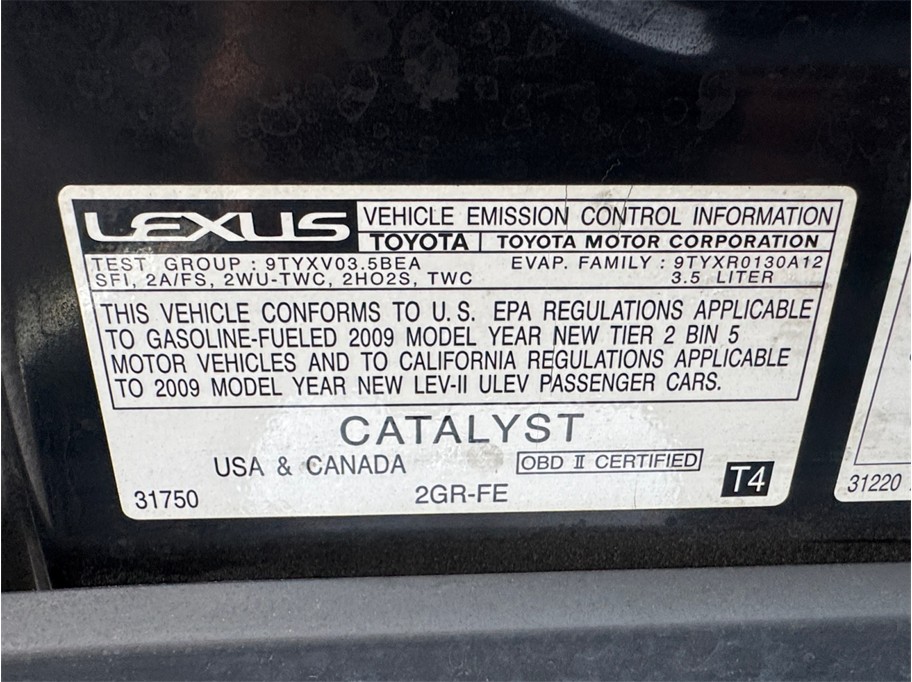 LEXUS VEHICLE EMISSION CONTROL INFORMATION
TOYOTA TOYOTA MOTOR CORPORATION
TEST GROUP : 9TYXV03.5BEA EVAP. FAMILY : 9TYXR0130A12
SFI, 2A/FS, 2WU-TWC, 2HO2S, TWC 3.5 LITER
THIS VEHICLE CONFORMS TO U.S. EPA REGULATIONS APPLICABLE
TO GASOLINE-FUELED 2009 MODEL YEAR NEW TIER 2 BIN 5
MOTOR VEHICLES AND TO CALIFORNIA REGULATIONS APPLICABLE
TO 2009 MODEL YEAR NEW LEV-II ULEV PASSENGER CARS.
CATALYST
USA & CANADA OBD II CERTIFIED
31750 2GR-FE T4
31220